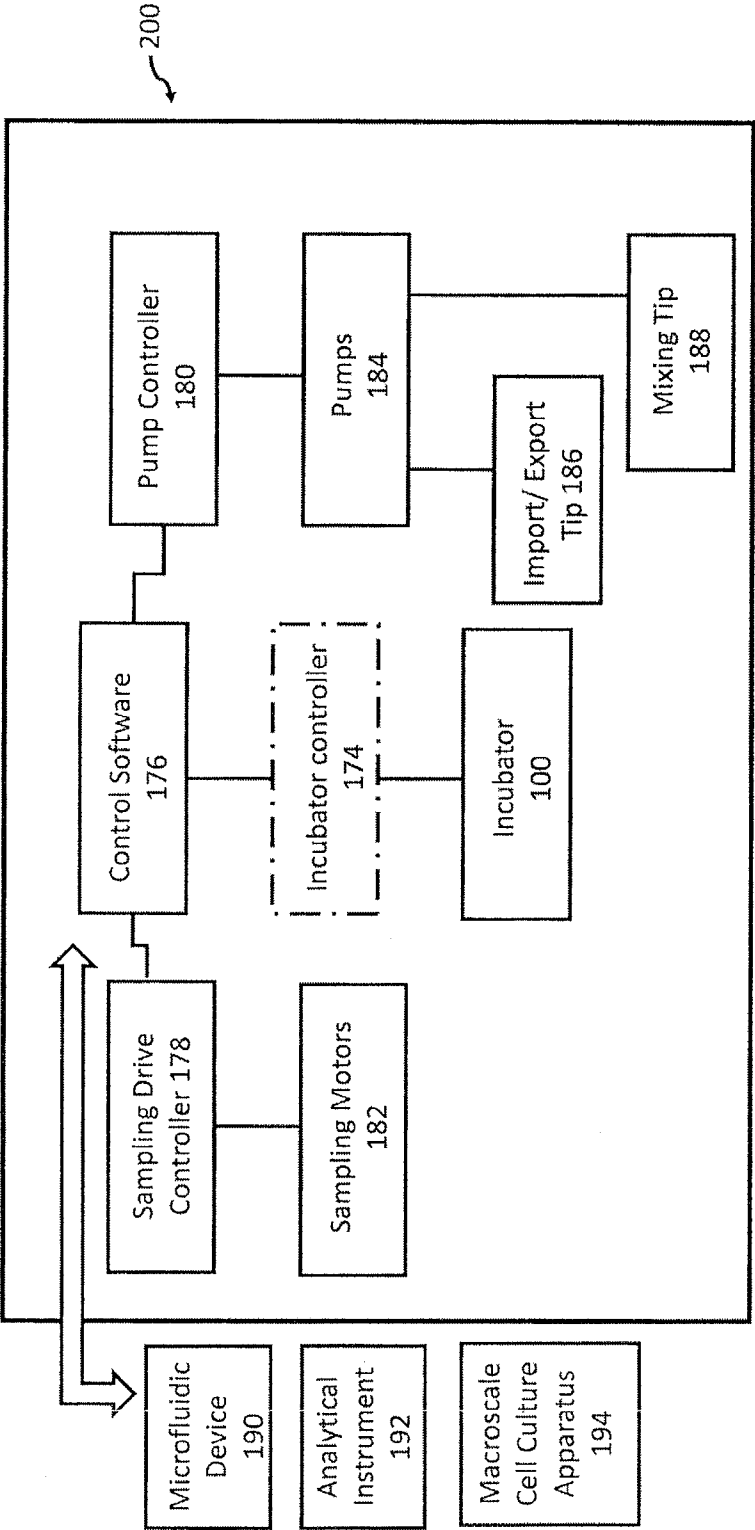 200
Control Software
176
Sampling Drive
Controller 178
Pump Controller
180
Incubator controller
174
Sampling Motors
182
Pumps
184
Incubator
100
Import/ Export
Tip 186
Mixing Tip
188
Microfluidic
Device
190
Analytical
Instrument
192
Macroscale
Cell Culture
Apparatus
194